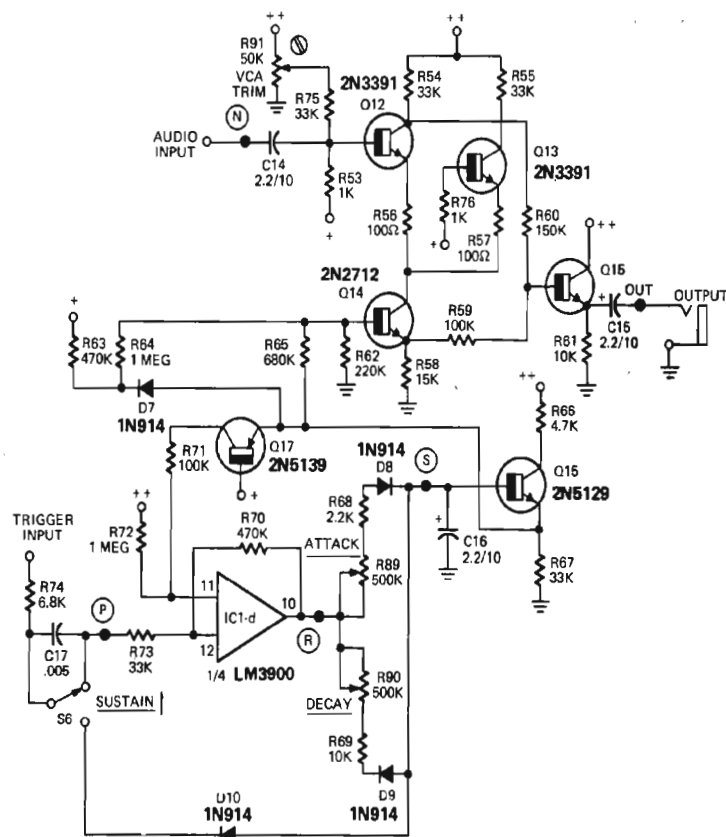 ++
R91
50K
VCA
TRIM
R75
33K
N
AUDIO
INPUT
C14
2.2/10
R53
1K
+
2N3391
Q12
++
R54
33K
R55
33K
Q13
2N3391
R76
1K
+
R56
100Ω
R57
100Ω
R60
150K
++
Q15
+
OUT
C15
2.2/10
OUTPUT
R61
10K
2N2712
Q14
R59
100K
R58
15K
R62
220K
+
R63
470K
R64
1 MEG
R65
680K
D7
1N914
R71
100K
Q17
2N5139
+
++
R72
1 MEG
R70
470K
1N914
D8
S
R68
2.2K
ATTACK
R89
500K
+
C16
2.2/10
++
R66
4.7K
Q15
2N5129
R67
33K
TRIGGER
INPUT
R74
6.8K
P
C17
.005
R73
33K
11
12
10
IC1-d
1/4 LM3900
R
S6
SUSTAIN
DECAY
R90
500K
R69
10K
D9
1N914
D10
1N914